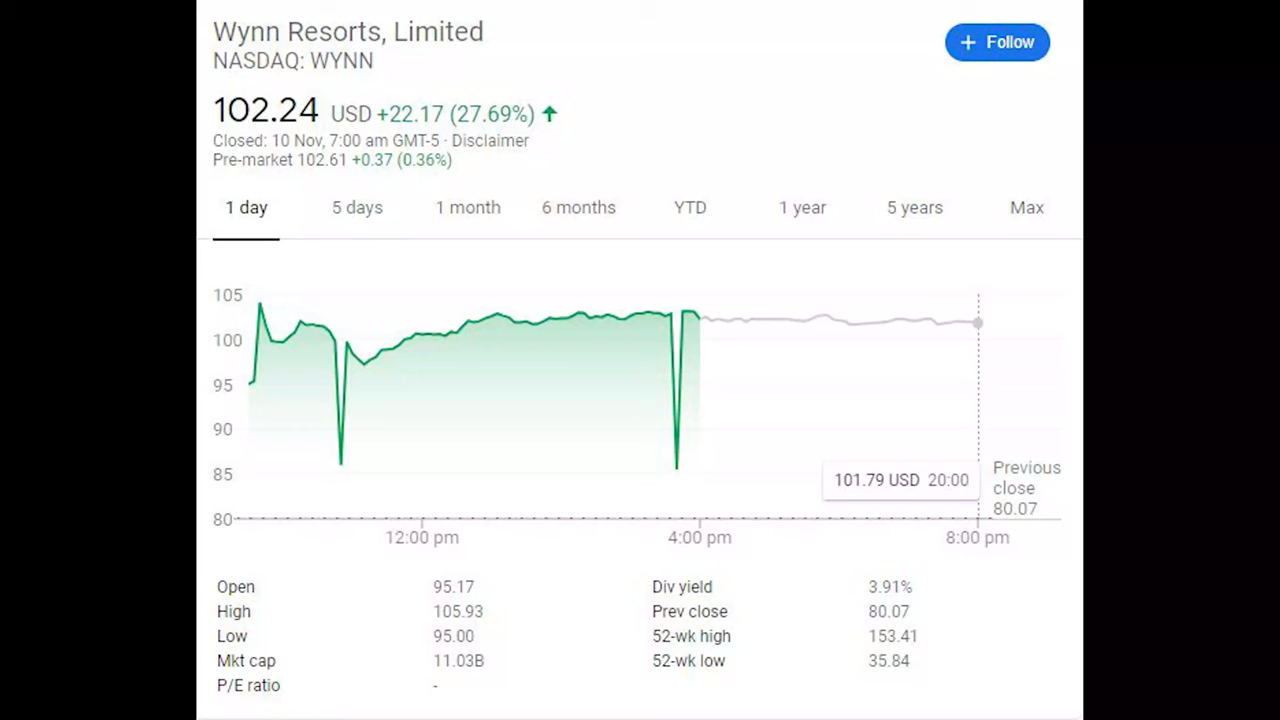 Wynn Resorts, Limited
NASDAQ: WYNN
+ Follow
102.24 USD +22.17 (27.69%) ↑
Closed: 10 Nov, 7:00 am GMT-5 · Disclaimer
Pre-market 102.61 +0.37 (0.36%)
1 day 5 days 1 month 6 months YTD 1 year 5 years Max
105
100
95
90
85
80
101.79 USD 20:00
Previous
close
80.07
12:00 pm 4:00 pm 8:00 pm
Open 95.17 Div yield 3.91%
High 105.93 Prev close 80.07
Low 95.00 52-wk high 153.41
Mkt cap 11.03B 52-wk low 35.84
P/E ratio -